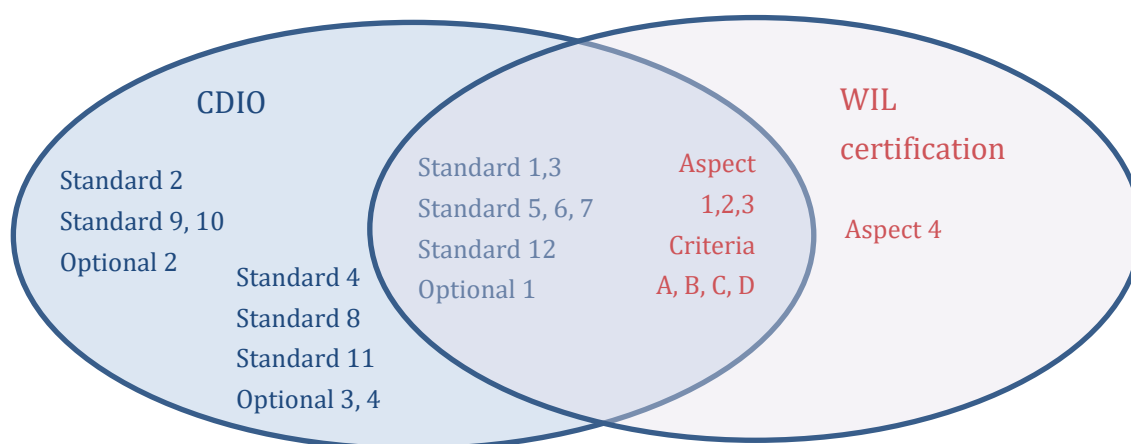 CDIO
Standard 2
Standard 9, 10
Optional 2
Standard 4
Standard 8
Standard 11
Optional 3, 4
Standard 1,3
Standard 5, 6, 7
Standard 12
Optional 1
Aspect
1,2,3
Criteria
A, B, C, D
WIL
certification
Aspect 4